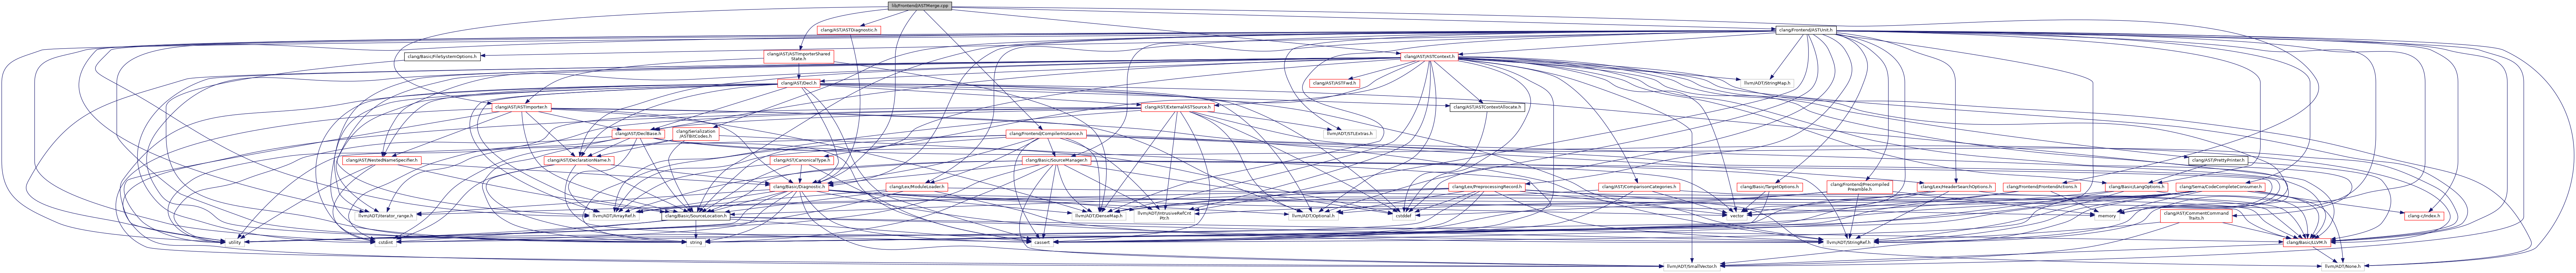 lib/Frontend/ASTMerge.cpp
clang/AST/ASTDiagnostic.h
clang/Frontend/ASTUnit.h
clang/AST/ASTImporterShared
State.h
clang/Basic/FileSystemOptions.h
clang/AST/ASTContext.h
clang/AST/Decl.h
clang/AST/ASTFwd.h
llvm/ADT/StringMap.h
clang/AST/ASTImporter.h
clang/AST/ExternalASTSource.h
clang/AST/ASTContextAllocate.h
clang/AST/DeclBase.h
clang/Serialization
/ASTBitCodes.h
clang/Frontend/CompilerInstance.h
llvm/ADT/STLExtras.h
clang/AST/NestedNameSpecifier.h
clang/AST/DeclarationName.h
clang/AST/CanonicalType.h
clang/Basic/SourceManager.h
clang/AST/PrettyPrinter.h
clang/Basic/Diagnostic.h
clang/Lex/ModuleLoader.h
clang/Lex/PreprocessingRecord.h
clang/AST/ComparisonCategories.h
clang/Basic/TargetOptions.h
clang/Frontend/Precompiled
Preamble.h
clang/Lex/HeaderSearchOptions.h
clang/Frontend/FrontendActions.h
clang/Basic/LangOptions.h
clang/Sema/CodeCompleteConsumer.h
llvm/ADT/iterator_range.h
llvm/ADT/ArrayRef.h
clang/Basic/SourceLocation.h
llvm/ADT/DenseMap.h
llvm/ADT/IntrusiveRefCnt
Ptr.h
llvm/ADT/Optional.h
cstddef
vector
memory
clang/AST/CommentCommand
Traits.h
clang-c/Index.h
utility
cstdint
string
cassert
llvm/ADT/StringRef.h
clang/Basic/LLVM.h
llvm/ADT/SmallVector.h
llvm/ADT/None.h